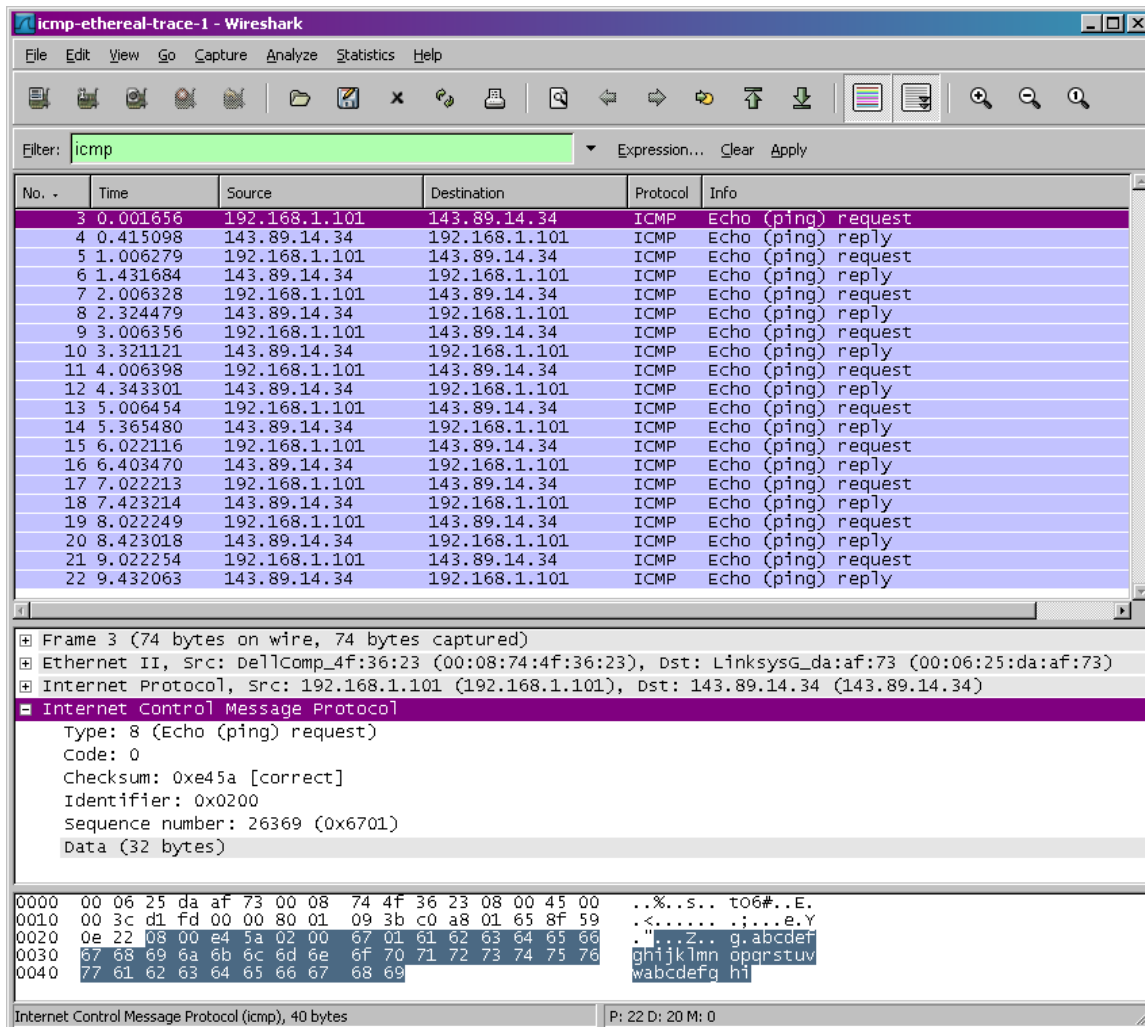 icmp-ethereal-trace-1 - Wireshark
File Edit View Go Capture Analyze Statistics Help
Filter: icmp Expression... Clear Apply
No. - Time Source Destination Protocol Info
3 0.001656 192.168.1.101 143.89.14.34 ICMP Echo (ping) request
4 0.415098 143.89.14.34 192.168.1.101 ICMP Echo (ping) reply
5 1.006279 192.168.1.101 143.89.14.34 ICMP Echo (ping) request
6 1.431684 143.89.14.34 192.168.1.101 ICMP Echo (ping) reply
7 2.006328 192.168.1.101 143.89.14.34 ICMP Echo (ping) request
8 2.324479 143.89.14.34 192.168.1.101 ICMP Echo (ping) reply
9 3.006356 192.168.1.101 143.89.14.34 ICMP Echo (ping) request
10 3.321121 143.89.14.34 192.168.1.101 ICMP Echo (ping) reply
11 4.006398 192.168.1.101 143.89.14.34 ICMP Echo (ping) request
12 4.343301 143.89.14.34 192.168.1.101 ICMP Echo (ping) reply
13 5.006454 192.168.1.101 143.89.14.34 ICMP Echo (ping) request
14 5.365480 143.89.14.34 192.168.1.101 ICMP Echo (ping) reply
15 6.022116 192.168.1.101 143.89.14.34 ICMP Echo (ping) request
16 6.403470 143.89.14.34 192.168.1.101 ICMP Echo (ping) reply
17 7.022213 192.168.1.101 143.89.14.34 ICMP Echo (ping) request
18 7.423214 143.89.14.34 192.168.1.101 ICMP Echo (ping) reply
19 8.022249 192.168.1.101 143.89.14.34 ICMP Echo (ping) request
20 8.423018 143.89.14.34 192.168.1.101 ICMP Echo (ping) reply
21 9.022254 192.168.1.101 143.89.14.34 ICMP Echo (ping) request
22 9.432063 143.89.14.34 192.168.1.101 ICMP Echo (ping) reply
Frame 3 (74 bytes on wire, 74 bytes captured)
Ethernet II, Src: DellComp_4f:36:23 (00:08:74:4f:36:23), Dst: LinksysG_da:af:73 (00:06:25:da:af:73)
Internet Protocol, Src: 192.168.1.101 (192.168.1.101), Dst: 143.89.14.34 (143.89.14.34)
Internet Control Message Protocol
Type: 8 (Echo (ping) request)
Code: 0
Checksum: 0xe45a [correct]
Identifier: 0x0200
Sequence number: 26369 (0x6701)
Data (32 bytes)
0000 00 06 25 da af 73 00 08 74 4f 36 23 08 00 45 00 ..%..s.. tO6#..E.
0010 00 3c d1 fd 00 00 80 01 09 3b c0 a8 01 65 8f 59 .<...... .;...e.Y
0020 0e 22 08 00 e4 5a 02 00 67 01 61 62 63 64 65 66 ."...Z.. g.abcdef
0030 67 68 69 6a 6b 6c 6d 6e 6f 70 71 72 73 74 75 76 ghijklmn opqrstuv
0040 77 61 62 63 64 65 66 67 68 69 wabcdefg hi
Internet Control Message Protocol (icmp), 40 bytes P: 22 D: 20 M: 0